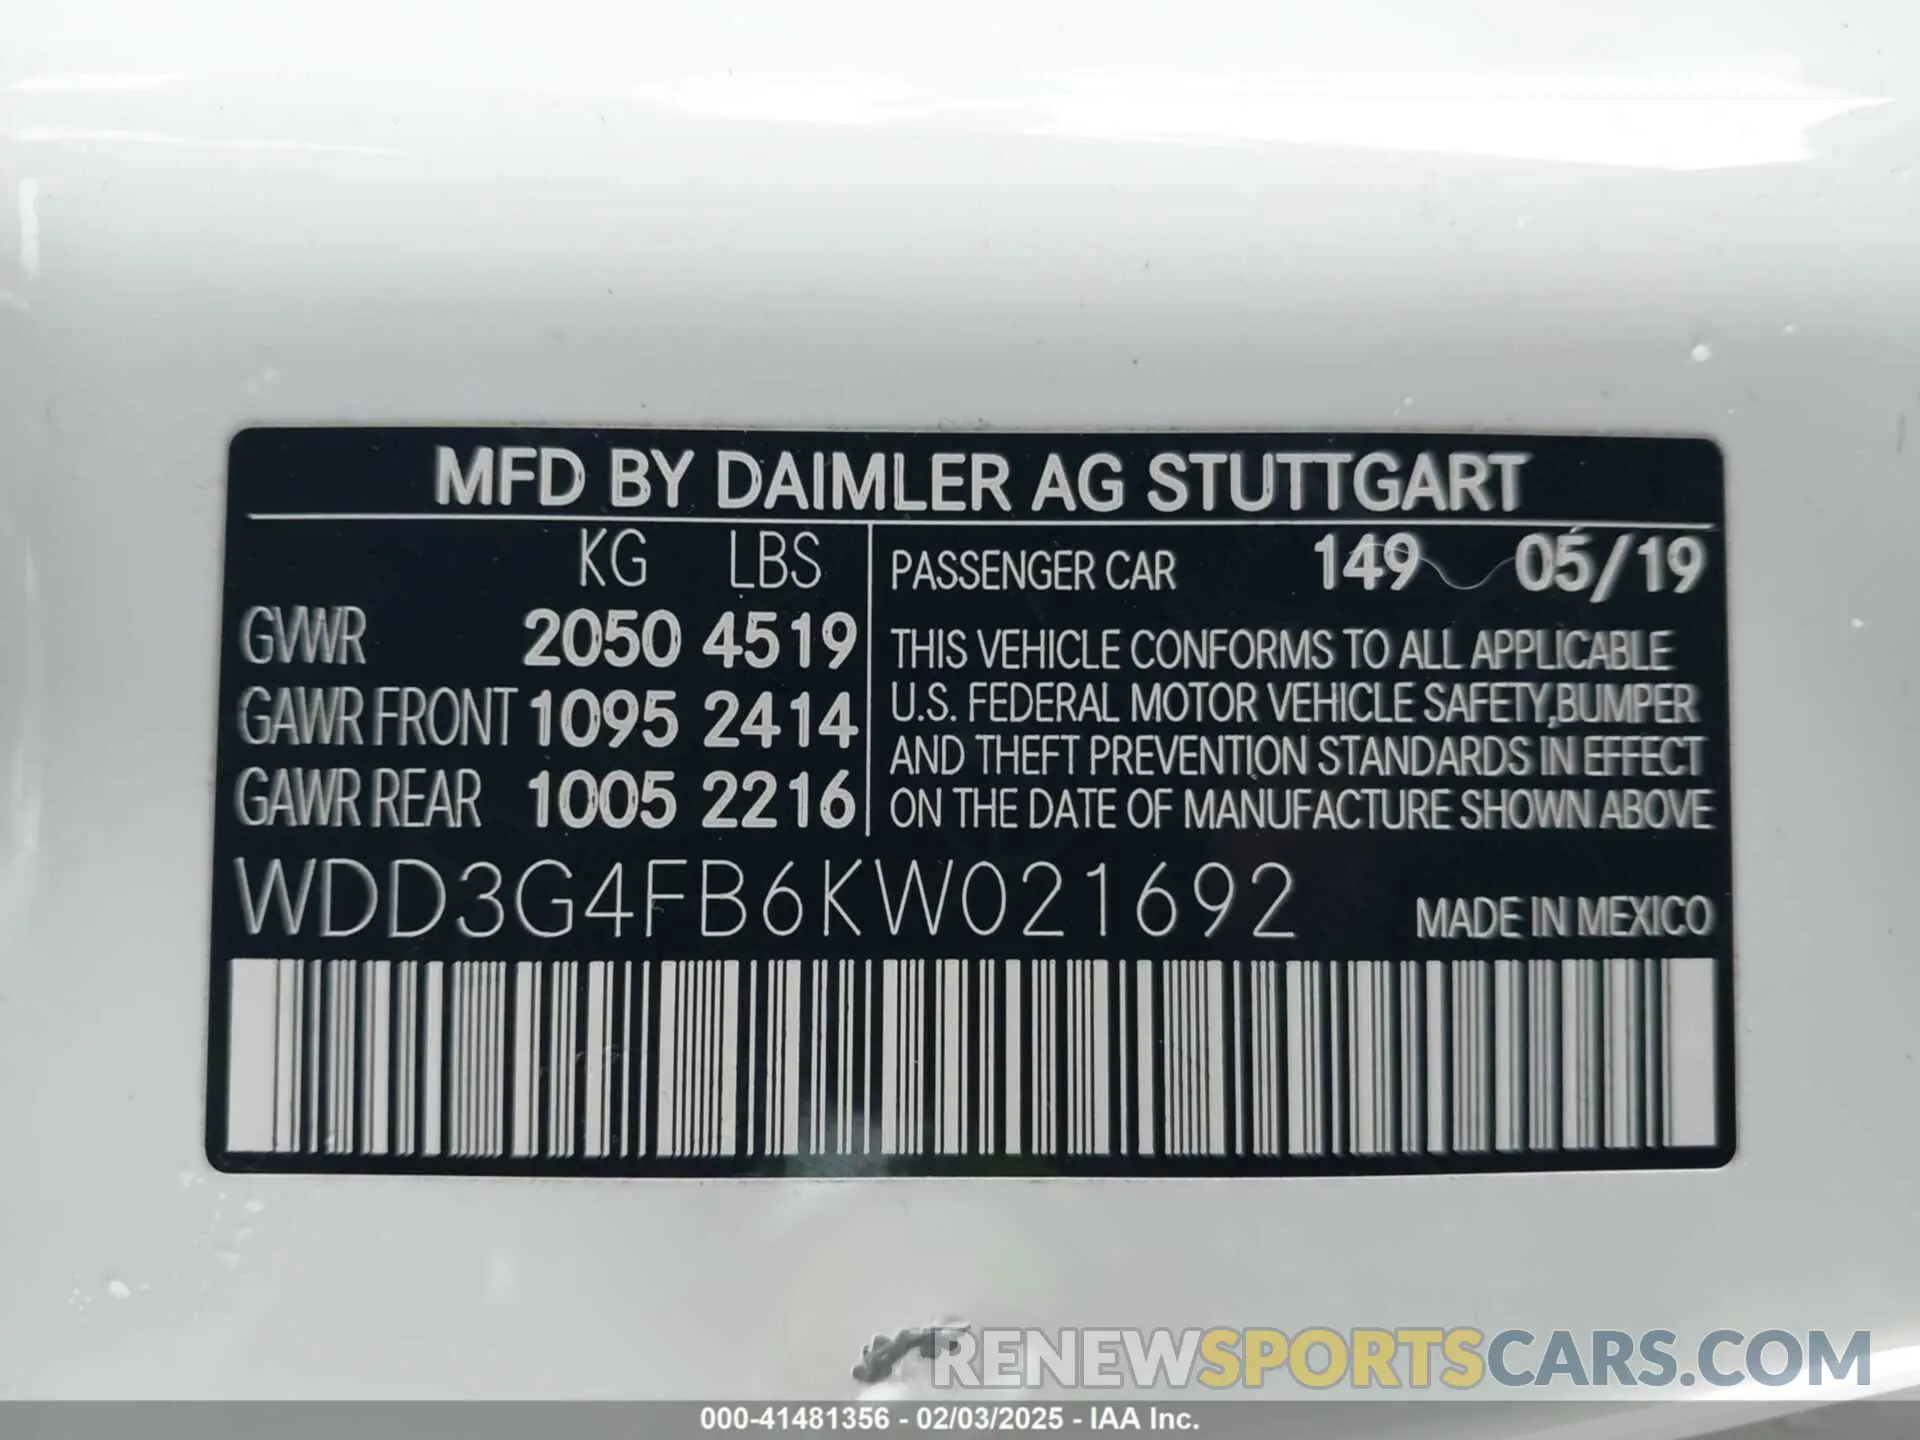 MFD BY DAIMLER AG STUTTGART
KG LBS
GVWR 2050 4519
GAWR FRONT 1095 2414
GAWR REAR 1005 2216
PASSENGER CAR 149 05/19
THIS VEHICLE CONFORMS TO ALL APPLICABLE
U.S. FEDERAL MOTOR VEHICLE SAFETY,BUMPER
AND THEFT PREVENTION STANDARDS IN EFFECT
ON THE DATE OF MANUFACTURE SHOWN ABOVE
WDD3G4FB6KW021692
MADE IN MEXICO
RENEWSPORTSCARS.COM
000-41481356 - 02/03/2025 - IAA Inc.